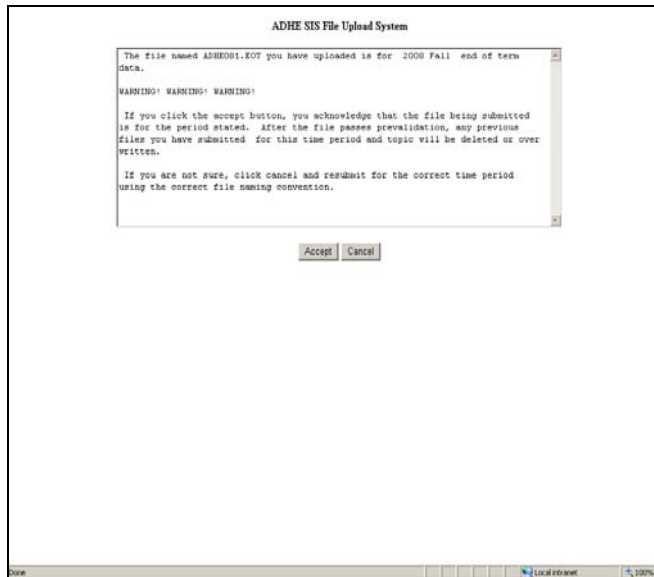 ADHE SIS File Upload System
The file named ADHE081.EOT you have uploaded is for 2008 Fall end of term
data.
WARNING! WARNING! WARNING!
If you click the accept button, you acknowledge that the file being submitted
is for the period stated. After the file passes prevalidation, any previous
files you have submitted for this time period and topic will be deleted or over
written.
If you are not sure, click cancel and resubmit for the correct time period
using the correct file naming convention.
Accept Cancel
Done Local intranet 100%